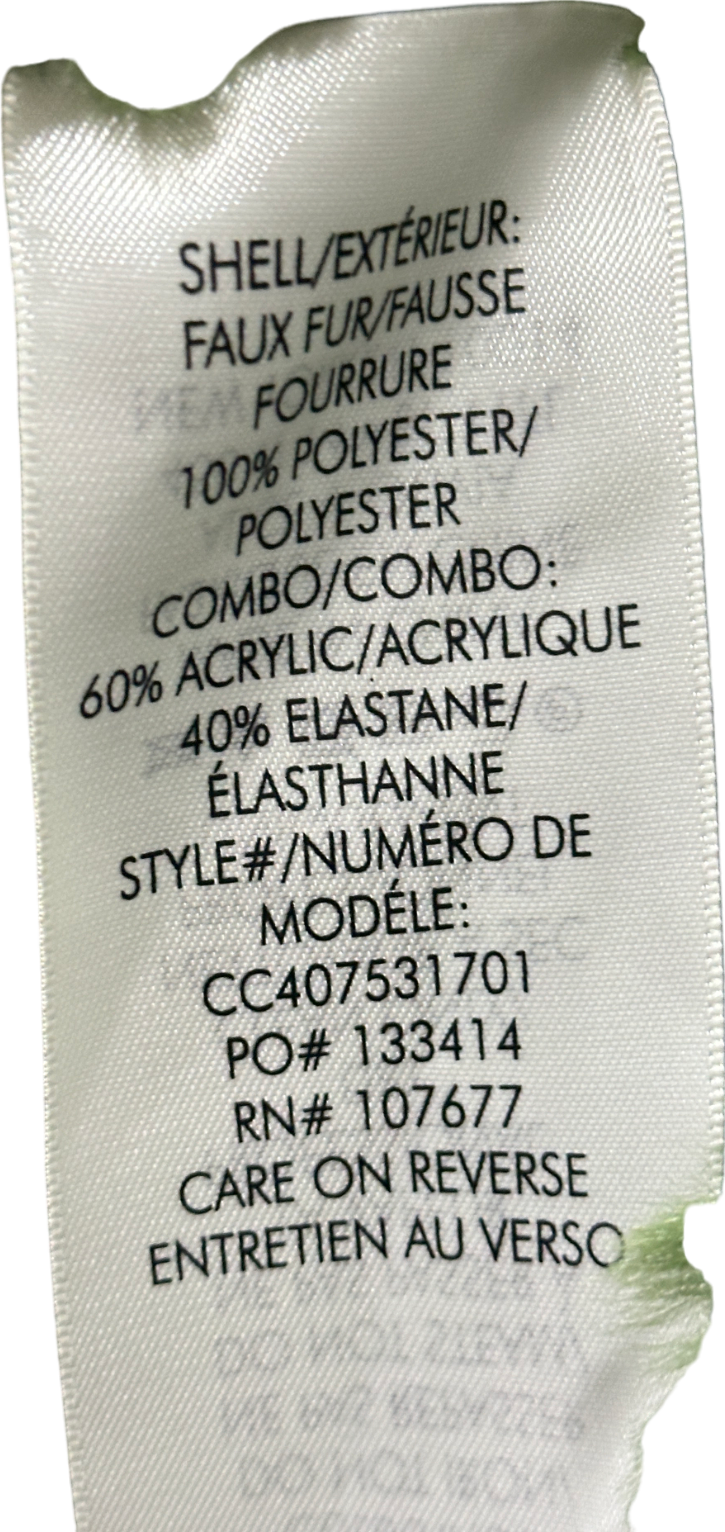 SHELL/EXTÉRIEUR:
FAUX FUR/FAUSSE
FOURRURE
100% POLYESTER/
POLYESTER
COMBO/COMBO:
60% ACRYLIC/ACRYLIQUE
40% ELASTANE/
ÉLASTHANNE
STYLE#/NUMÉRO DE
MODÉLE:
CC407531701
PO# 133414
RN# 107677
CARE ON REVERSE
ENTRETIEN AU VERSO